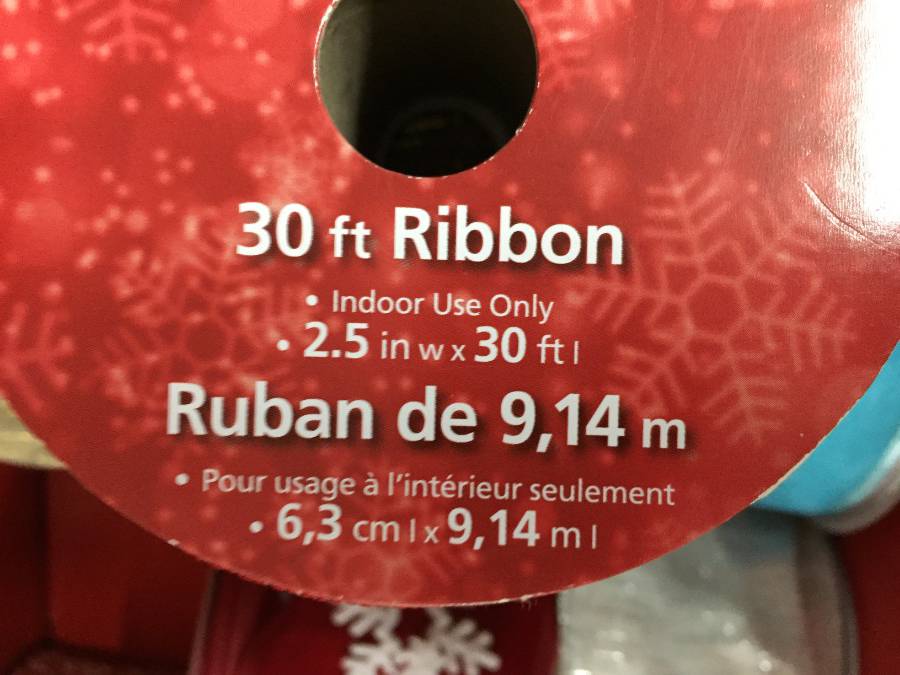 30 ft Ribbon
• Indoor Use Only
• 2.5 in w x 30 ft l
Ruban de 9,14 m
• Pour usage à l'intérieur seulement
• 6,3 cm l x 9,14 m l